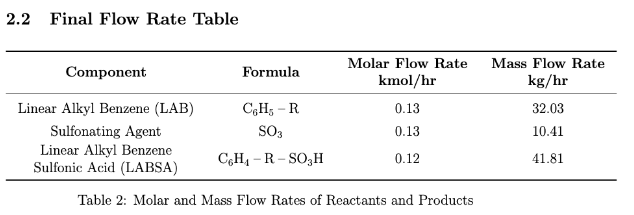 2.2 Final Flow Rate Table
Component Formula Molar Flow Rate kmol/hr Mass Flow Rate kg/hr
Linear Alkyl Benzene (LAB) C₆H₅ – R 0.13 32.03
Sulfonating Agent SO₃ 0.13 10.41
Linear Alkyl Benzene Sulfonic Acid (LABSA) C₆H₄ – R – SO₃H 0.12 41.81
Table 2: Molar and Mass Flow Rates of Reactants and Products